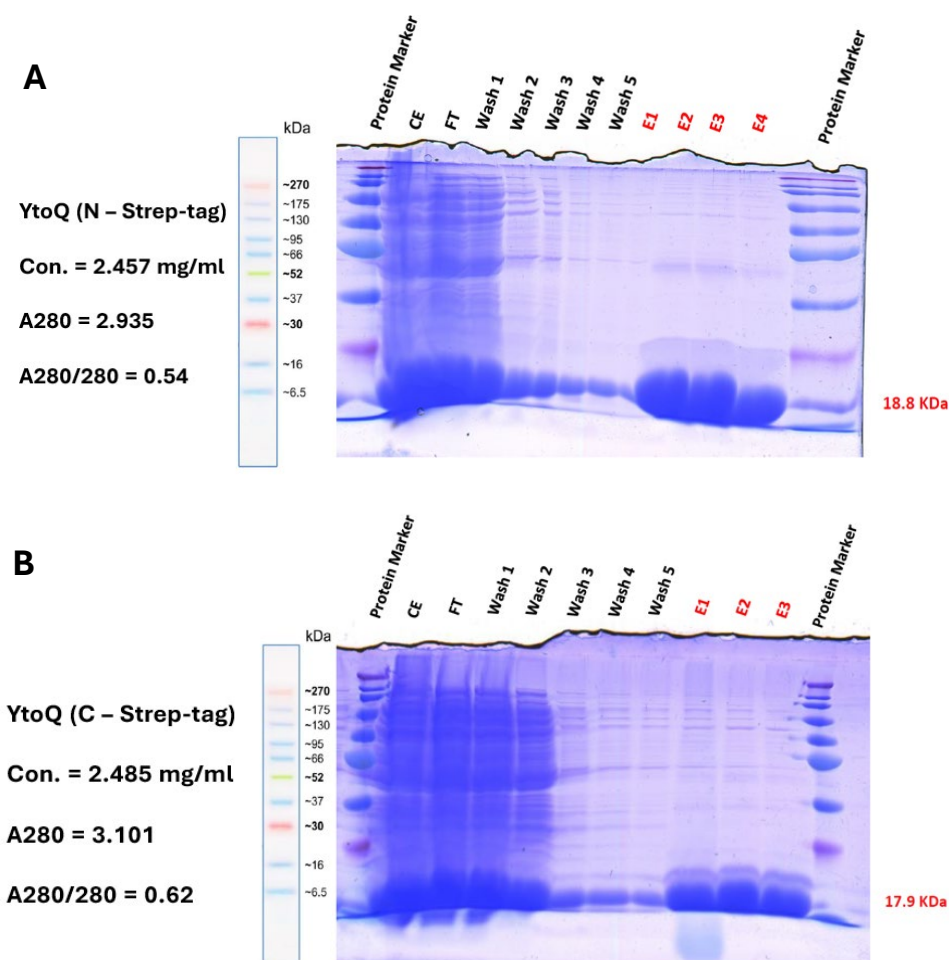 A
Protein Marker
CE
FT
Wash 1
Wash 2
Wash 3
Wash 4
Wash 5
E1
E2
E3
E4
Protein Marker
kDa
~270
~175
~130
~95
~66
~52
~37
~30
~16
~6.5
YtoQ (N – Strep-tag)
Con. = 2.457 mg/ml
A280 = 2.935
A280/280 = 0.54
18.8 KDa
B
Protein Marker
CE
FT
Wash 1
Wash 2
Wash 3
Wash 4
Wash 5
E1
E2
E3
Protein Marker
kDa
~270
~175
~130
~95
~66
~52
~37
~30
~16
~6.5
YtoQ (C – Strep-tag)
Con. = 2.485 mg/ml
A280 = 3.101
A280/280 = 0.62
17.9 KDa